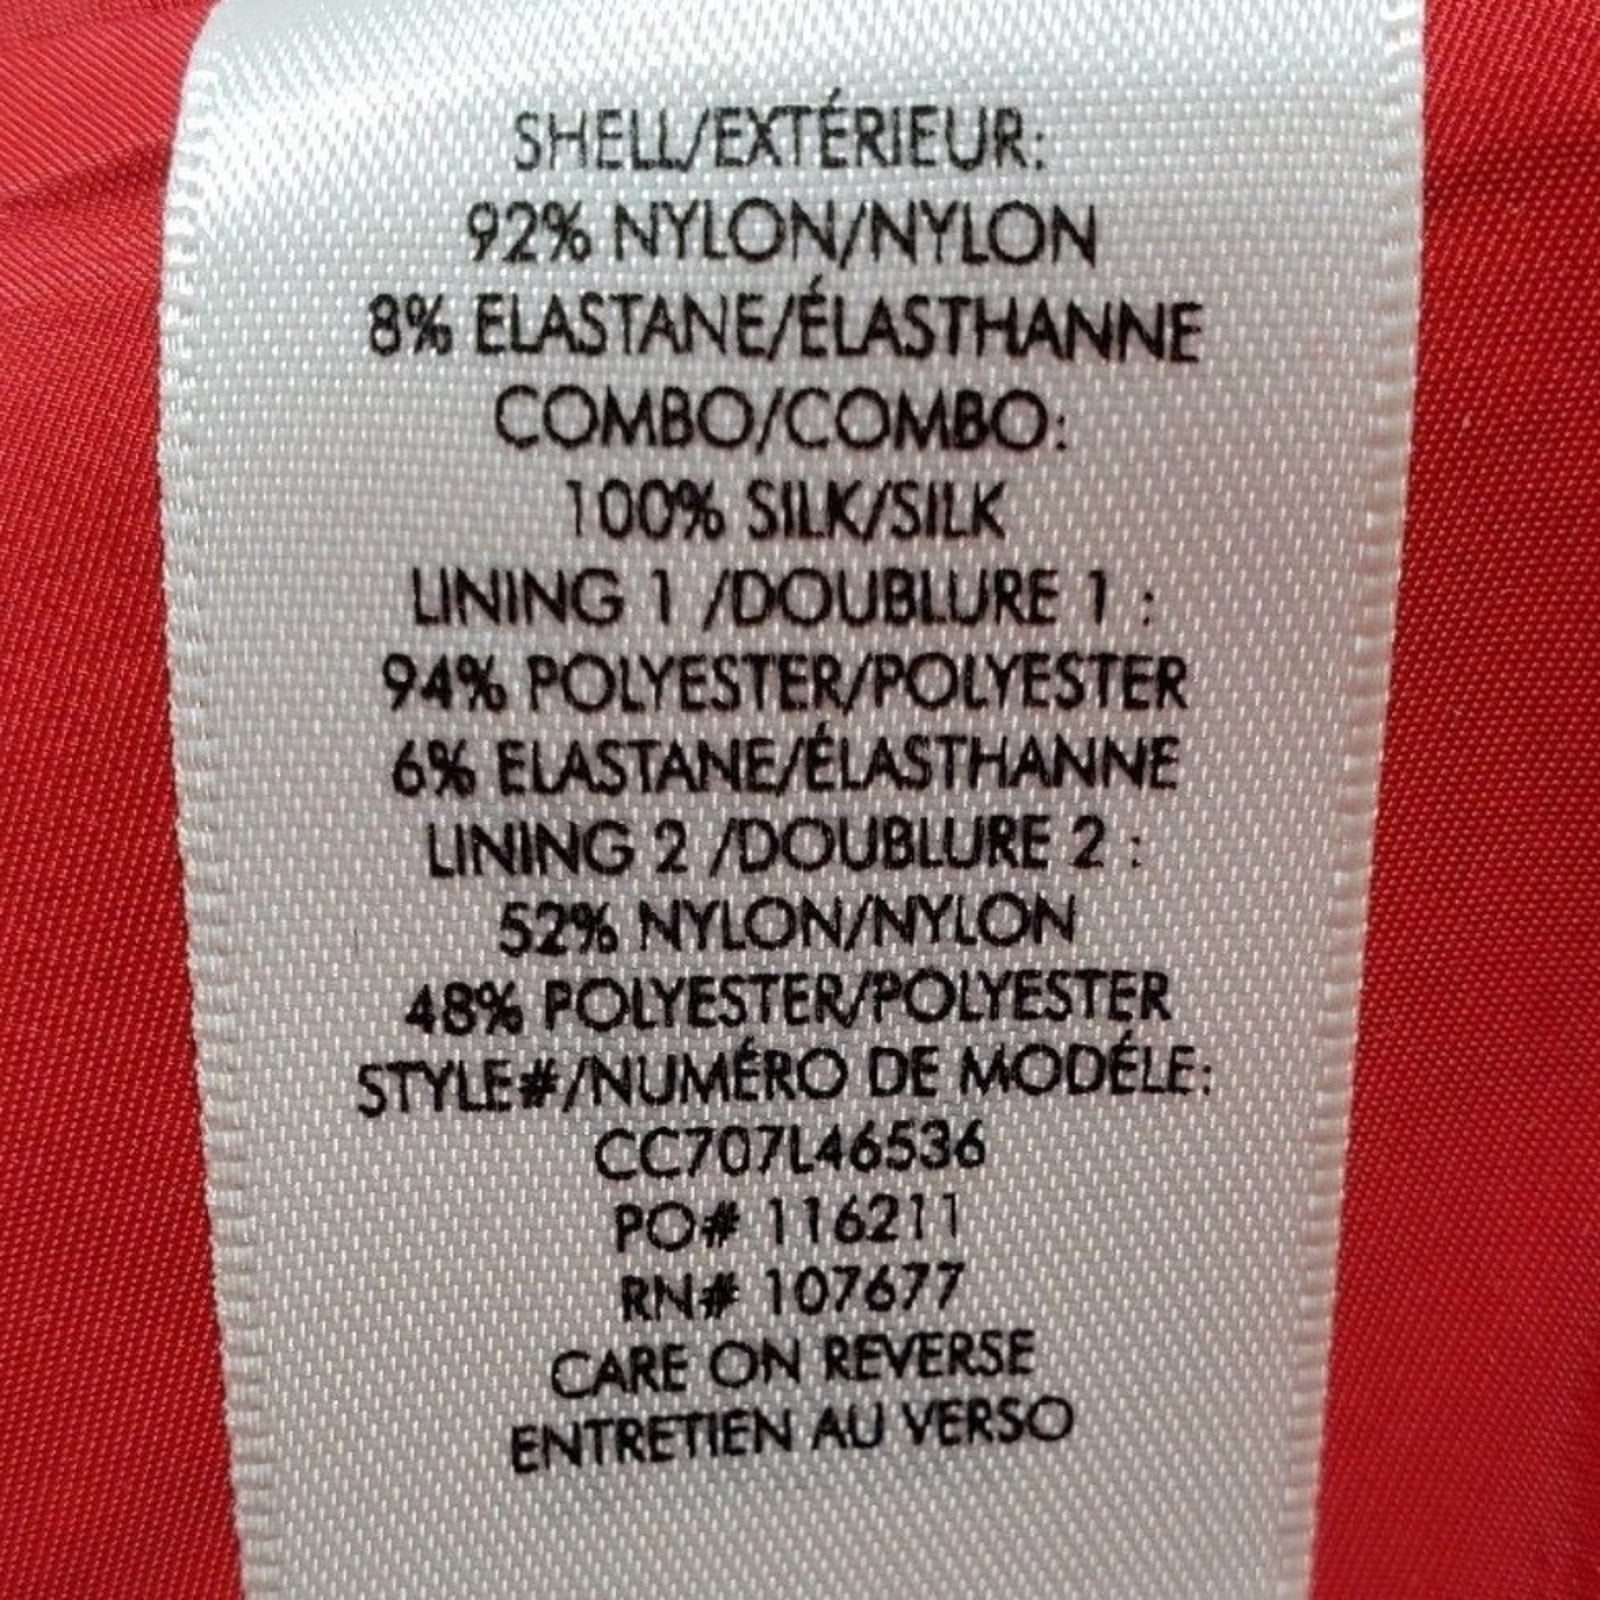 SHELL/EXTÉRIEUR:
92% NYLON/NYLON
8% ELASTANE/ÉLASTHANNE
COMBO/COMBO:
100% SILK/SILK
LINING 1 /DOUBLURE 1 :
94% POLYESTER/POLYESTER
6% ELASTANE/ÉLASTHANNE
LINING 2 /DOUBLURE 2 :
52% NYLON/NYLON
48% POLYESTER/POLYESTER
STYLE#/NUMÉRO DE MODÉLE:
CC707L46536
PO# 116211
RN# 107677
CARE ON REVERSE
ENTRETIEN AU VERSO